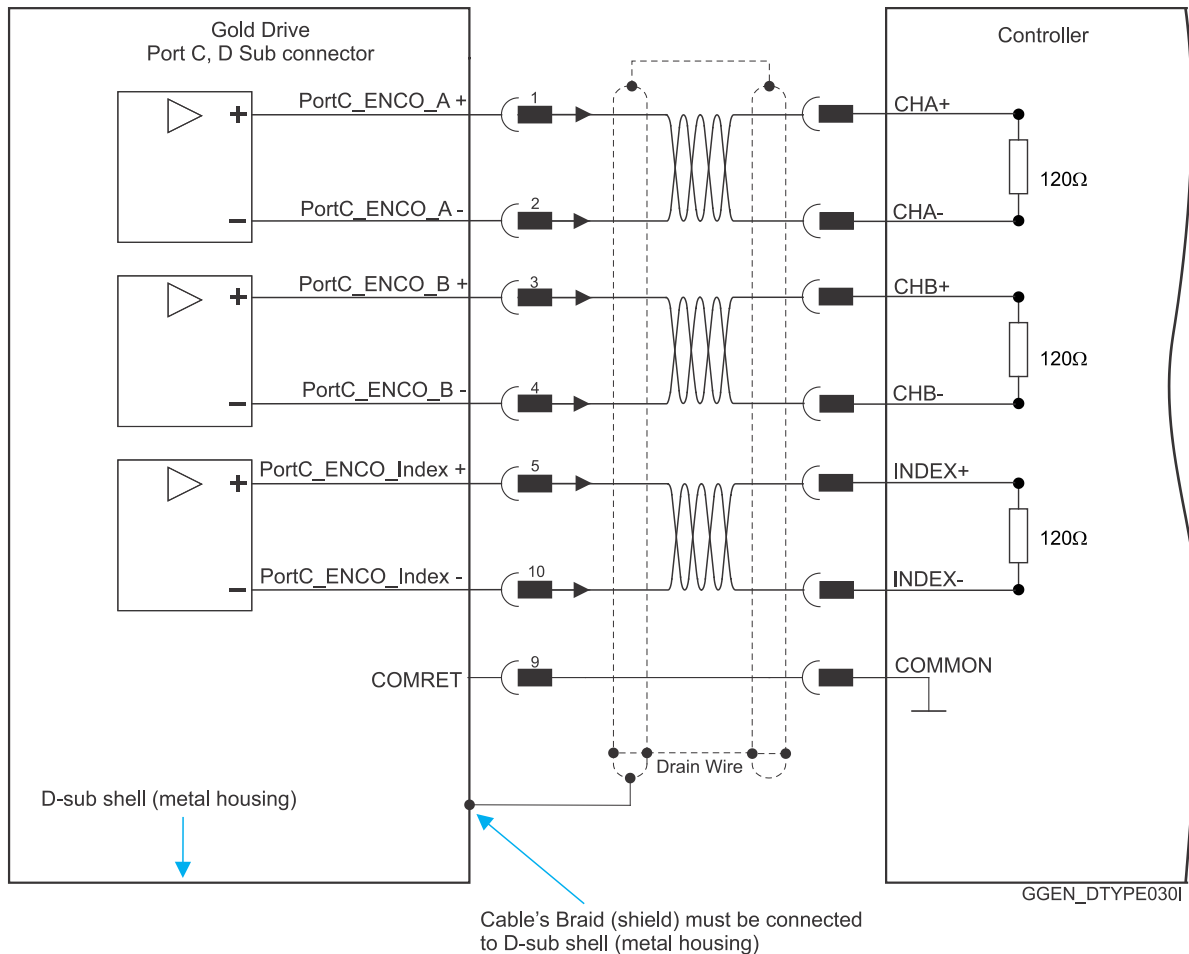 Gold Drive
Port C, D Sub connector
Controller
PortC_ENCO_A +
1
CHA+
+
120Ω
PortC_ENCO_A -
2
CHA-
−
PortC_ENCO_B +
3
CHB+
+
120Ω
PortC_ENCO_B -
4
CHB-
−
PortC_ENCO_Index +
5
INDEX+
+
120Ω
PortC_ENCO_Index -
10
INDEX-
−
COMRET
9
COMMON
Drain Wire
D-sub shell (metal housing)
GGEN_DTYPE030I
Cable's Braid (shield) must be connected
to D-sub shell (metal housing)